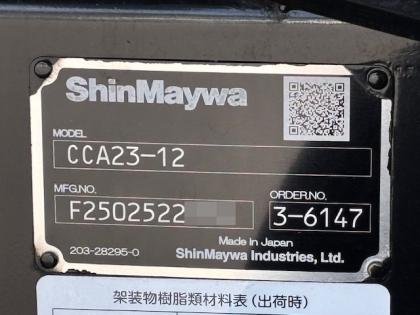 ShinMaywa
MODEL
CCA23-12
MFG.NO.
ORDER.NO.
F2502522
3-6147
Made in Japan
203-28295-0
ShinMaywa Industries, Ltd.
架装物樹脂類材料表(出荷時)